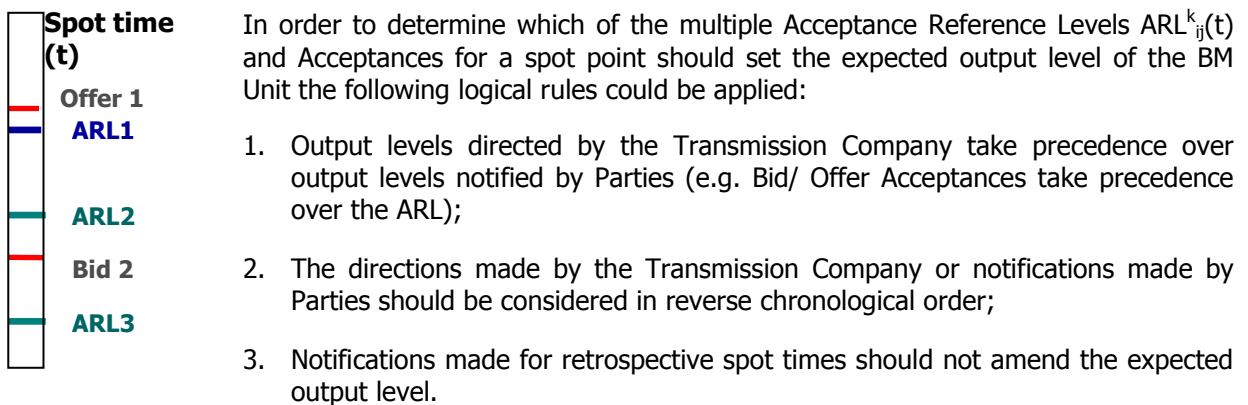 Spot time
(t)
Offer 1
ARL1
ARL2
Bid 2
ARL3
In order to determine which of the multiple Acceptance Reference Levels ARL^k_ij(t)
and Acceptances for a spot point should set the expected output level of the BM
Unit the following logical rules could be applied:
1. Output levels directed by the Transmission Company take precedence over
output levels notified by Parties (e.g. Bid/ Offer Acceptances take precedence
over the ARL);
2. The directions made by the Transmission Company or notifications made by
Parties should be considered in reverse chronological order;
3. Notifications made for retrospective spot times should not amend the expected
output level.